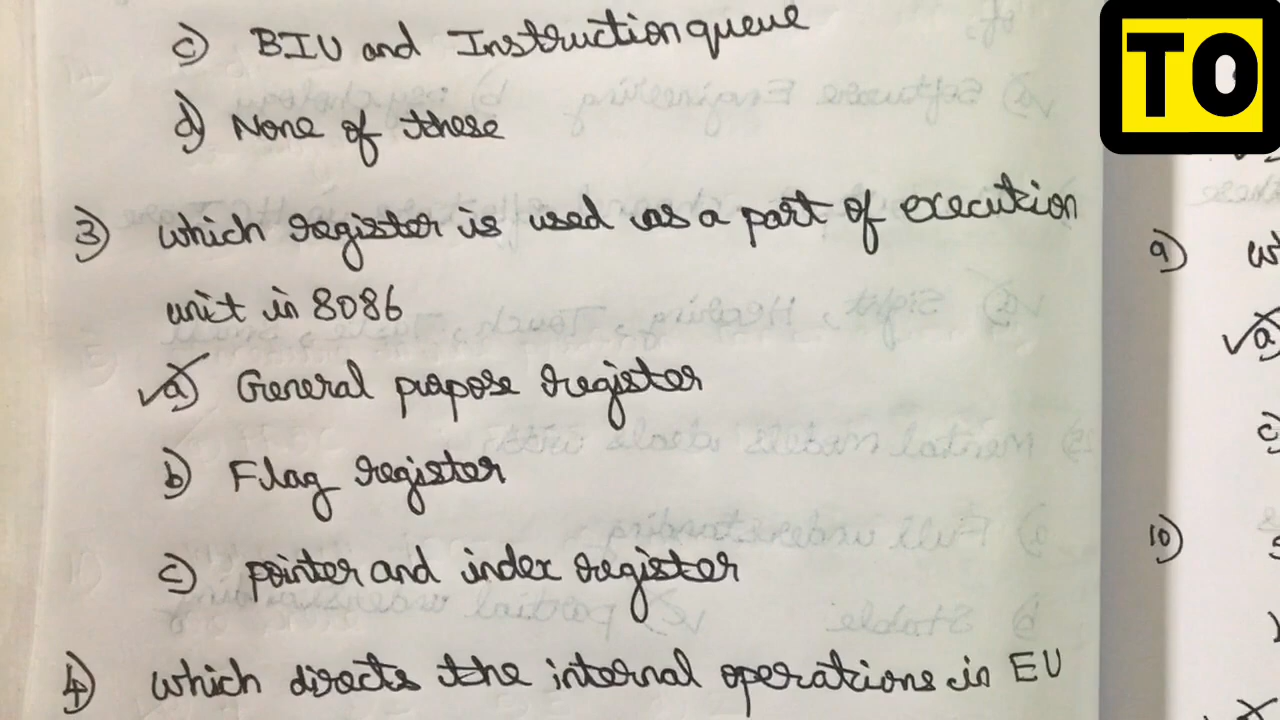 c) BIU and Instruction queue
d) None of these
3) which register is used as a part of execution
unit in 8086
a) General purpose register
b) Flag register
c) pointer and index register
4) which directs the internal operations in EU
TO
9)
a)
c)
10)